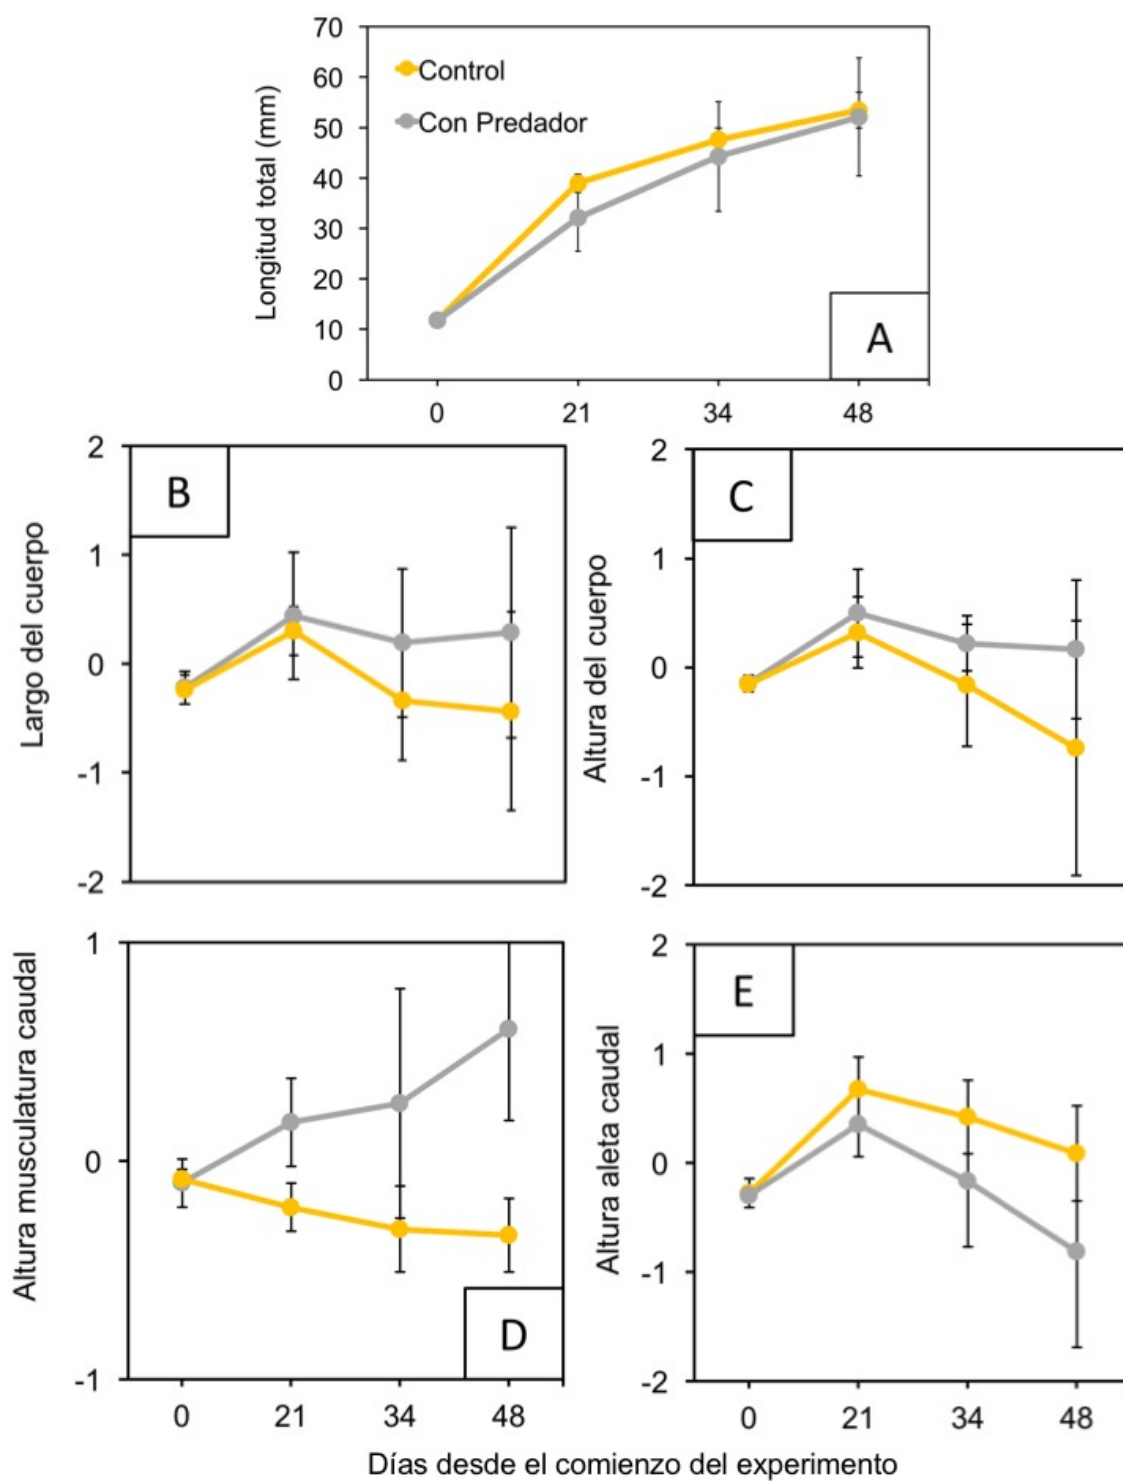 Longitud total (mm)
70
60
50
40
30
20
10
0
Control
Con Predador
A
0 21 34 48
Largo del cuerpo
2
1
0
-1
-2
B
Altura del cuerpo
2
1
0
-1
-2
C
Altura musculatura caudal
1
0
-1
D
0 21 34 48
Altura aleta caudal
2
1
0
-1
-2
E
0 21 34 48
Días desde el comienzo del experimento